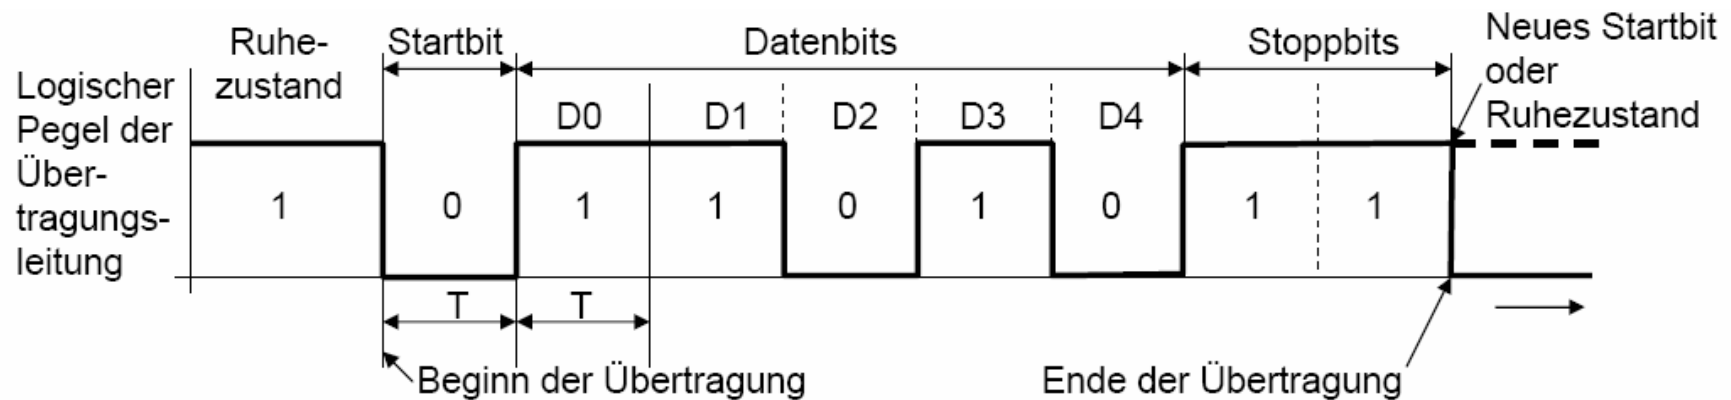 Ruhe-
zustand
Startbit
Datenbits
Stoppbits
Neues Startbit
oder
Ruhezustand
Logischer
Pegel der
Über-
tragungs-
leitung
D0 D1 D2 D3 D4
1 0 1 1 0 1 0 1 1
T T
Beginn der Übertragung
Ende der Übertragung